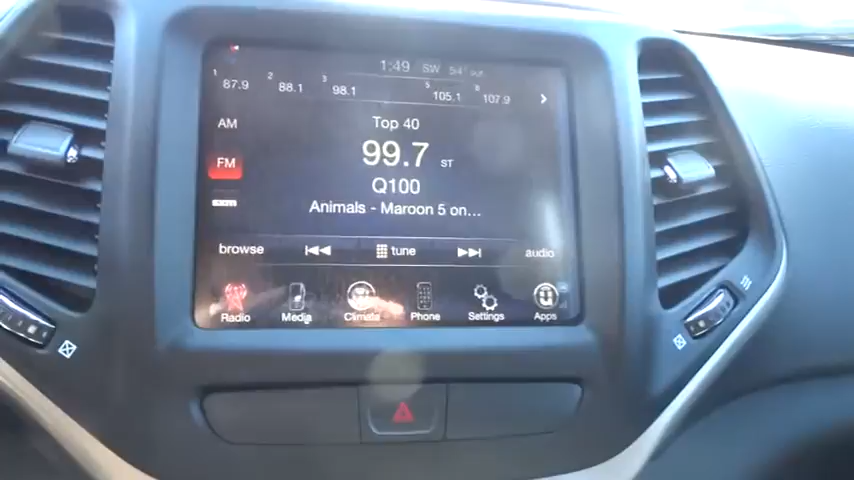 1:49 SW 54° out
1 87.9 2 88.1 3 98.1 5 105.1 6 107.9
AM
Top 40
FM
99.7 ST
Q100
SXM
Animals - Maroon 5 on...
browse tune audio
Radio Media Climate Phone Settings Apps